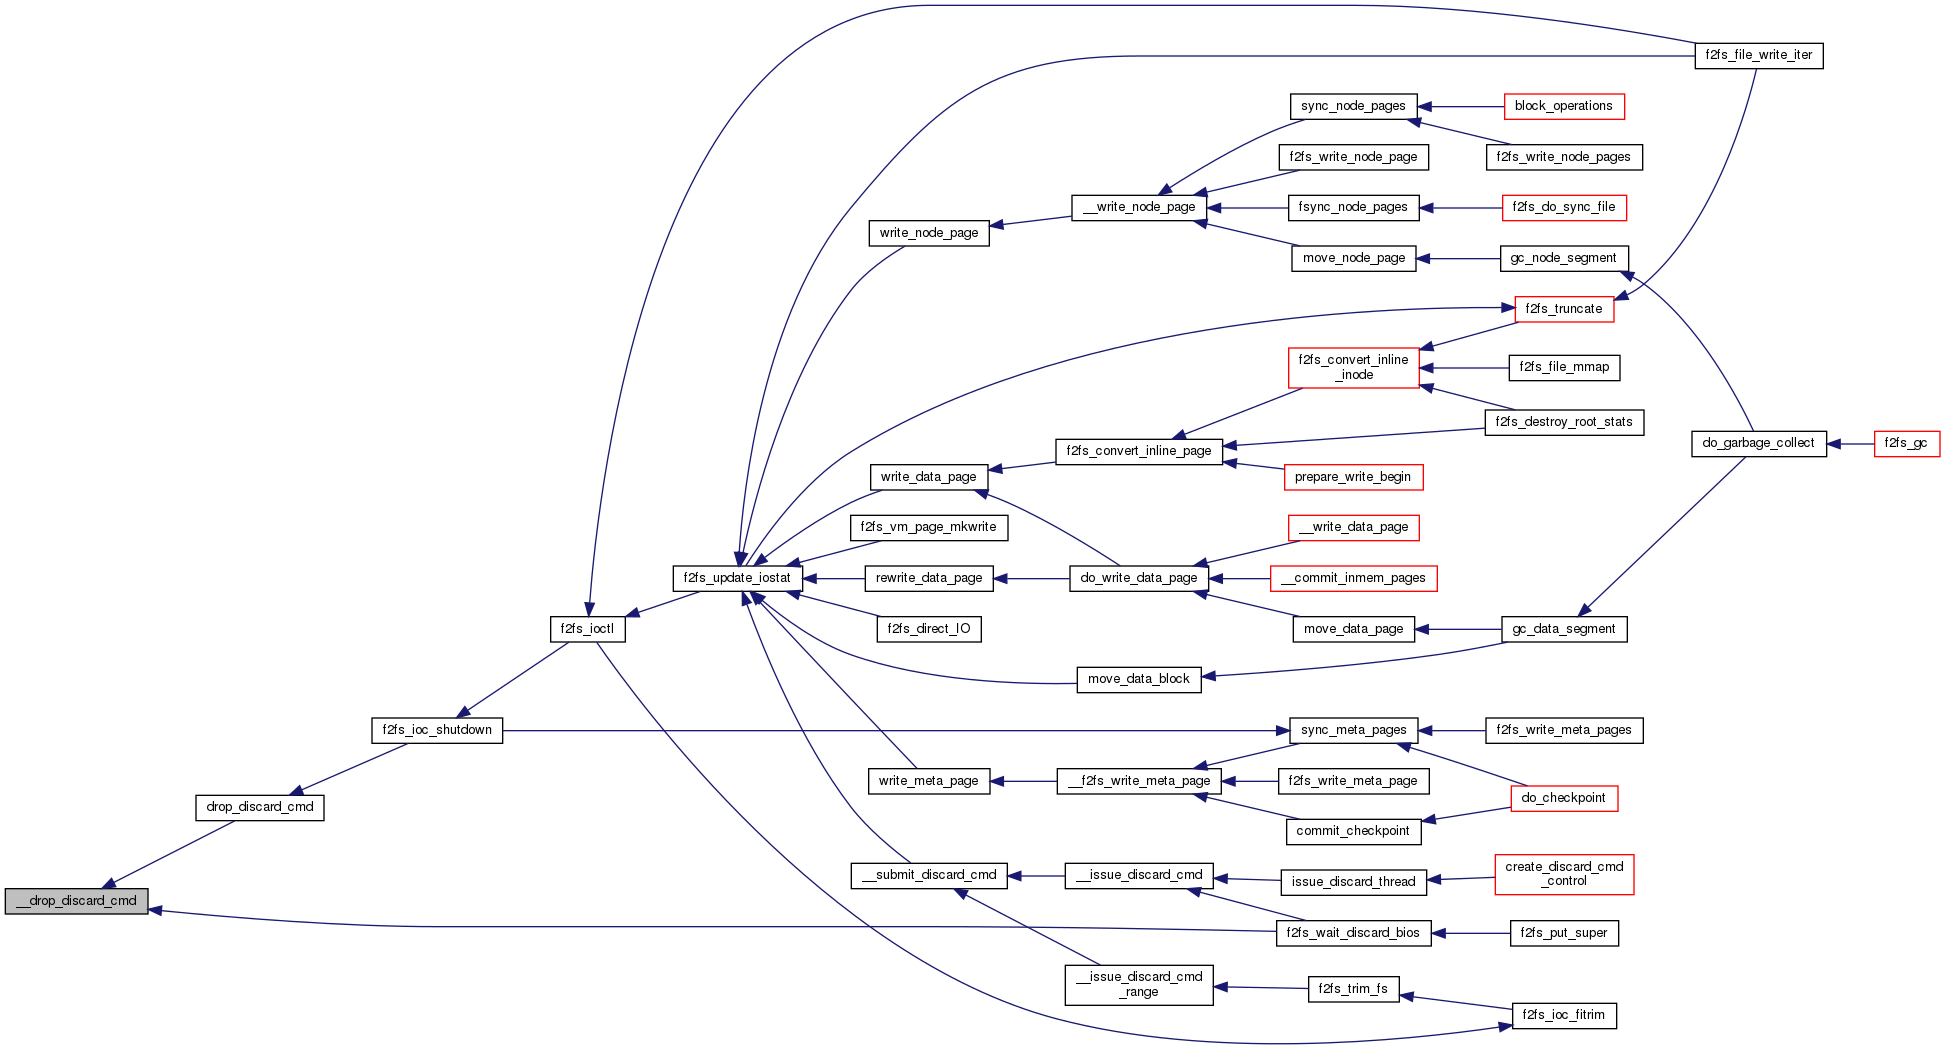 f2fs_file_write_iter
sync_node_pages
block_operations
f2fs_write_node_page
f2fs_write_node_pages
__write_node_page
fsync_node_pages
f2fs_do_sync_file
write_node_page
move_node_page
gc_node_segment
f2fs_truncate
f2fs_convert_inline
_inode
f2fs_file_mmap
f2fs_destroy_root_stats
do_garbage_collect
f2fs_gc
f2fs_convert_inline_page
write_data_page
prepare_write_begin
f2fs_vm_page_mkwrite
__write_data_page
f2fs_update_iostat
rewrite_data_page
do_write_data_page
__commit_inmem_pages
f2fs_ioctl
f2fs_direct_IO
move_data_page
gc_data_segment
move_data_block
f2fs_ioc_shutdown
sync_meta_pages
f2fs_write_meta_pages
write_meta_page
__f2fs_write_meta_page
f2fs_write_meta_page
do_checkpoint
drop_discard_cmd
commit_checkpoint
__submit_discard_cmd
__issue_discard_cmd
issue_discard_thread
create_discard_cmd
_control
__drop_discard_cmd
f2fs_wait_discard_bios
f2fs_put_super
__issue_discard_cmd
_range
f2fs_trim_fs
f2fs_ioc_fitrim